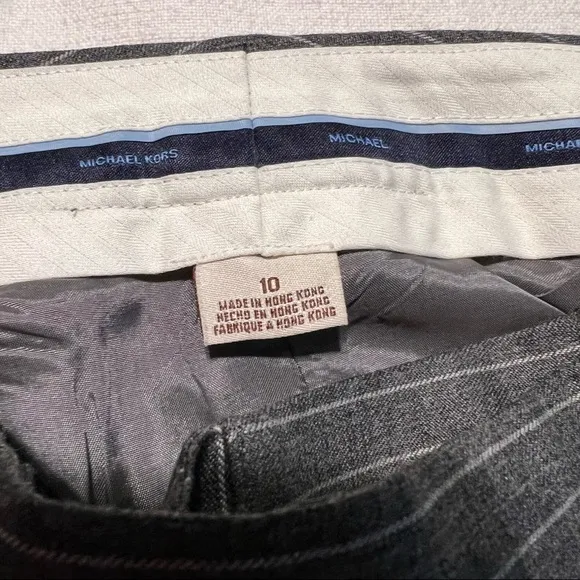 MICHAEL KORS MICHAEL MICHAEL
10
MADE IN HONG KONG
HECHO EN HONG KONG
FABRIQUE A HONG KONG